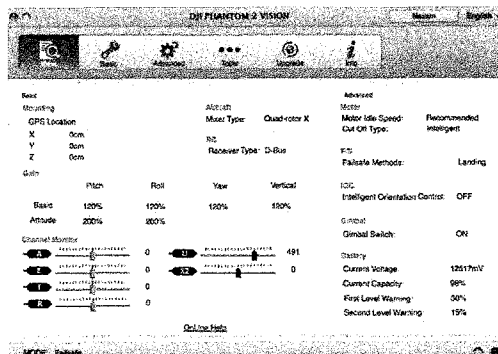 DJI PHANTOM 2 VISION
English
Basic
Advanced
Tools
Upgrade
Info
Basic
Mounting
GPS Location
X 0cm
Y 0cm
Z 0cm
Gain
Pitch Roll Yaw Vertical
Basic 120% 120% 120% 120%
Attitude 200% 200%
Channel Monitor
A 0
E 0
T 0
R 0
Aircraft
Mixer Type: Quad-rotor X
R/C
Receiver Type: D-Bus
U 491
X2 0
Advanced
Motor
Motor Idle Speed: Recommended
Cut Off Type: Intelligent
F/S
Failsafe Methods: Landing
IOC
Intelligent Orientation Control: OFF
Gimbal
Gimbal Switch: ON
Battery
Current Voltage: 12517mV
Current Capacity: 98%
First Level Warning: 30%
Second Level Warning: 15%
OnLine Help
MODE: Failsafe